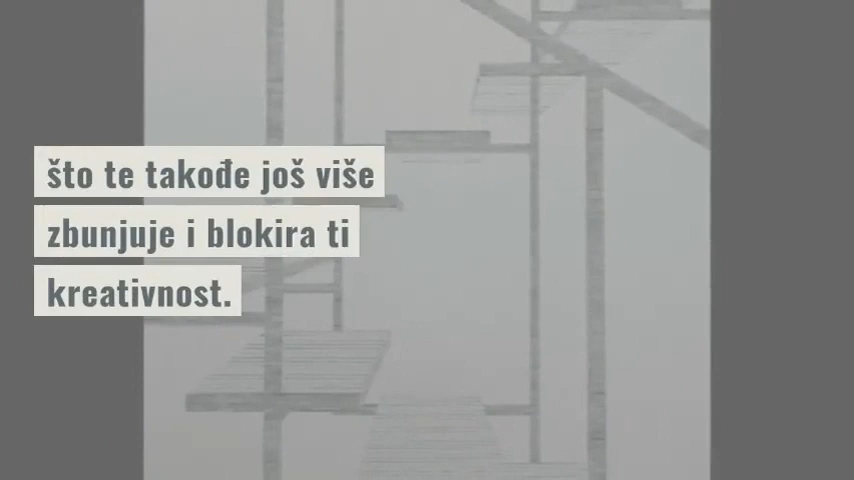 što te takođe još više
zbunjuje i blokira ti
kreativnost.